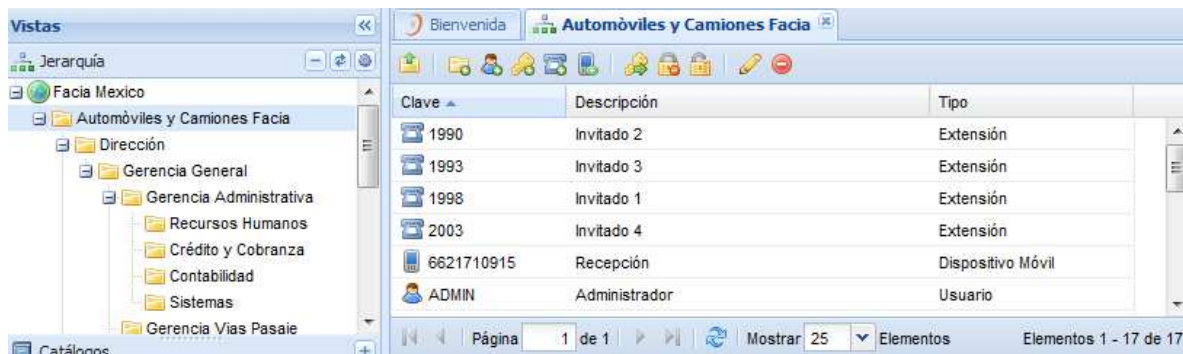 Vistas
Jerarquía
Facia Mexico
Automòviles y Camiones Facia
Dirección
Gerencia General
Gerencia Administrativa
Recursos Humanos
Crédito y Cobranza
Contabilidad
Sistemas
Gerencia Vias Pasaje
Catálogos
Bienvenida
Automòviles y Camiones Facia
Clave Descripción Tipo
1990 Invitado 2 Extensión
1993 Invitado 3 Extensión
1998 Invitado 1 Extensión
2003 Invitado 4 Extensión
6621710915 Recepción Dispositivo Móvil
ADMIN Administrador Usuario
Página 1 de 1 Mostrar 25 Elementos Elementos 1 - 17 de 17